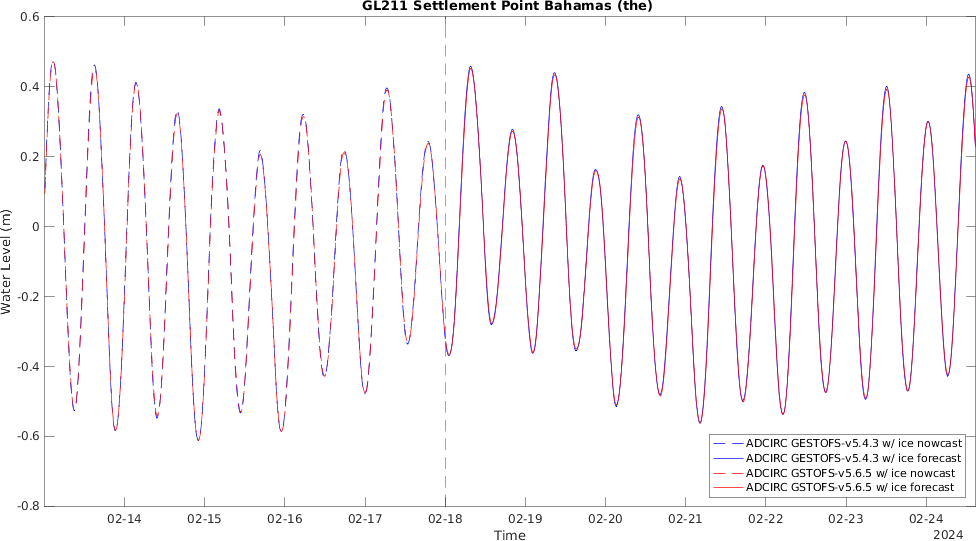 GL211 Settlement Point Bahamas (the)
0.6
0.4
0.2
0
-0.2
-0.4
-0.6
-0.8
Water Level (m)
ADCIRC GESTOFS-v5.4.3 w/ ice nowcast
ADCIRC GESTOFS-v5.4.3 w/ ice forecast
ADCIRC GSTOFS-v5.6.5 w/ ice nowcast
ADCIRC GSTOFS-v5.6.5 w/ ice forecast
02-14 02-15 02-16 02-17 02-18 02-19 02-20 02-21 02-22 02-23 02-24
Time
2024